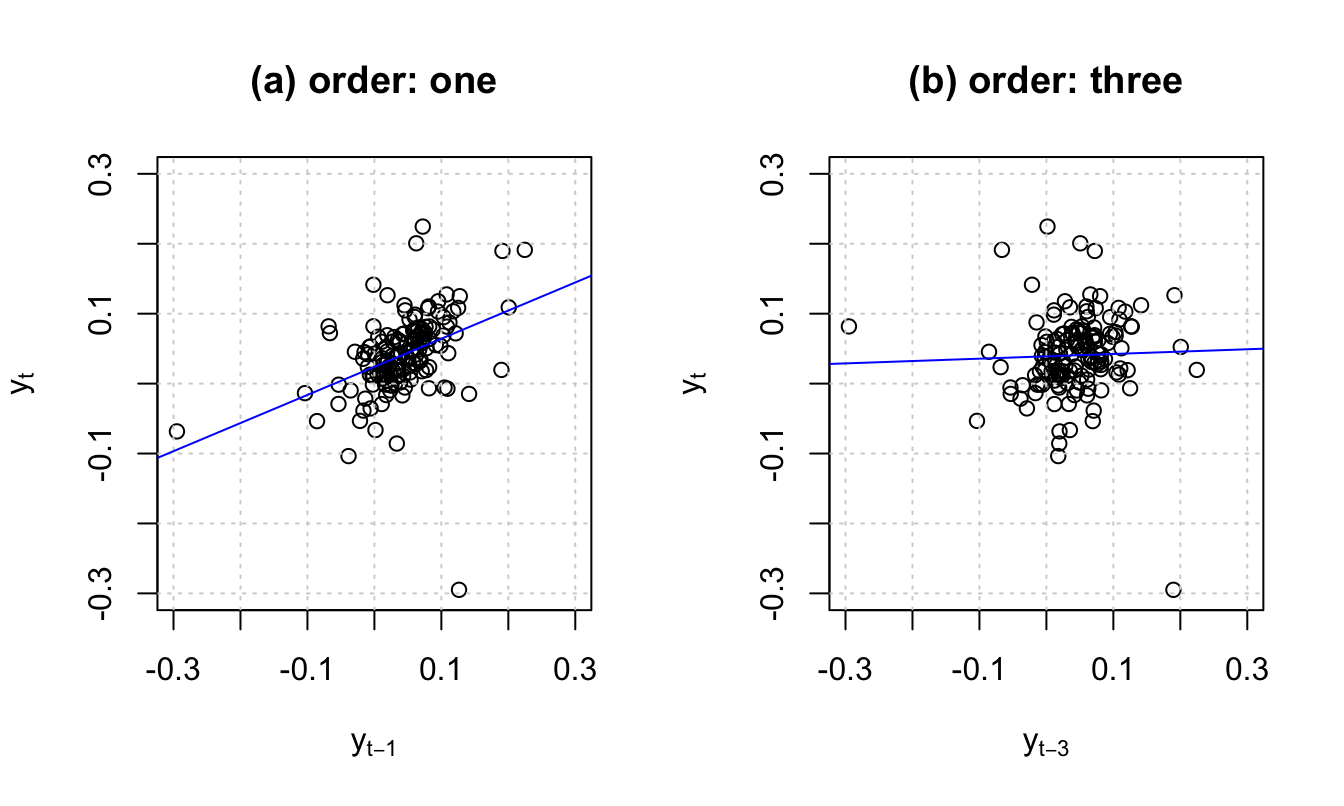 (a) order: one
0.3
0.1
-0.1
-0.3
y_t
-0.3 -0.1 0.1 0.3
y_{t−1}
(b) order: three
0.3
0.1
-0.1
-0.3
y_t
-0.3 -0.1 0.1 0.3
y_{t−3}